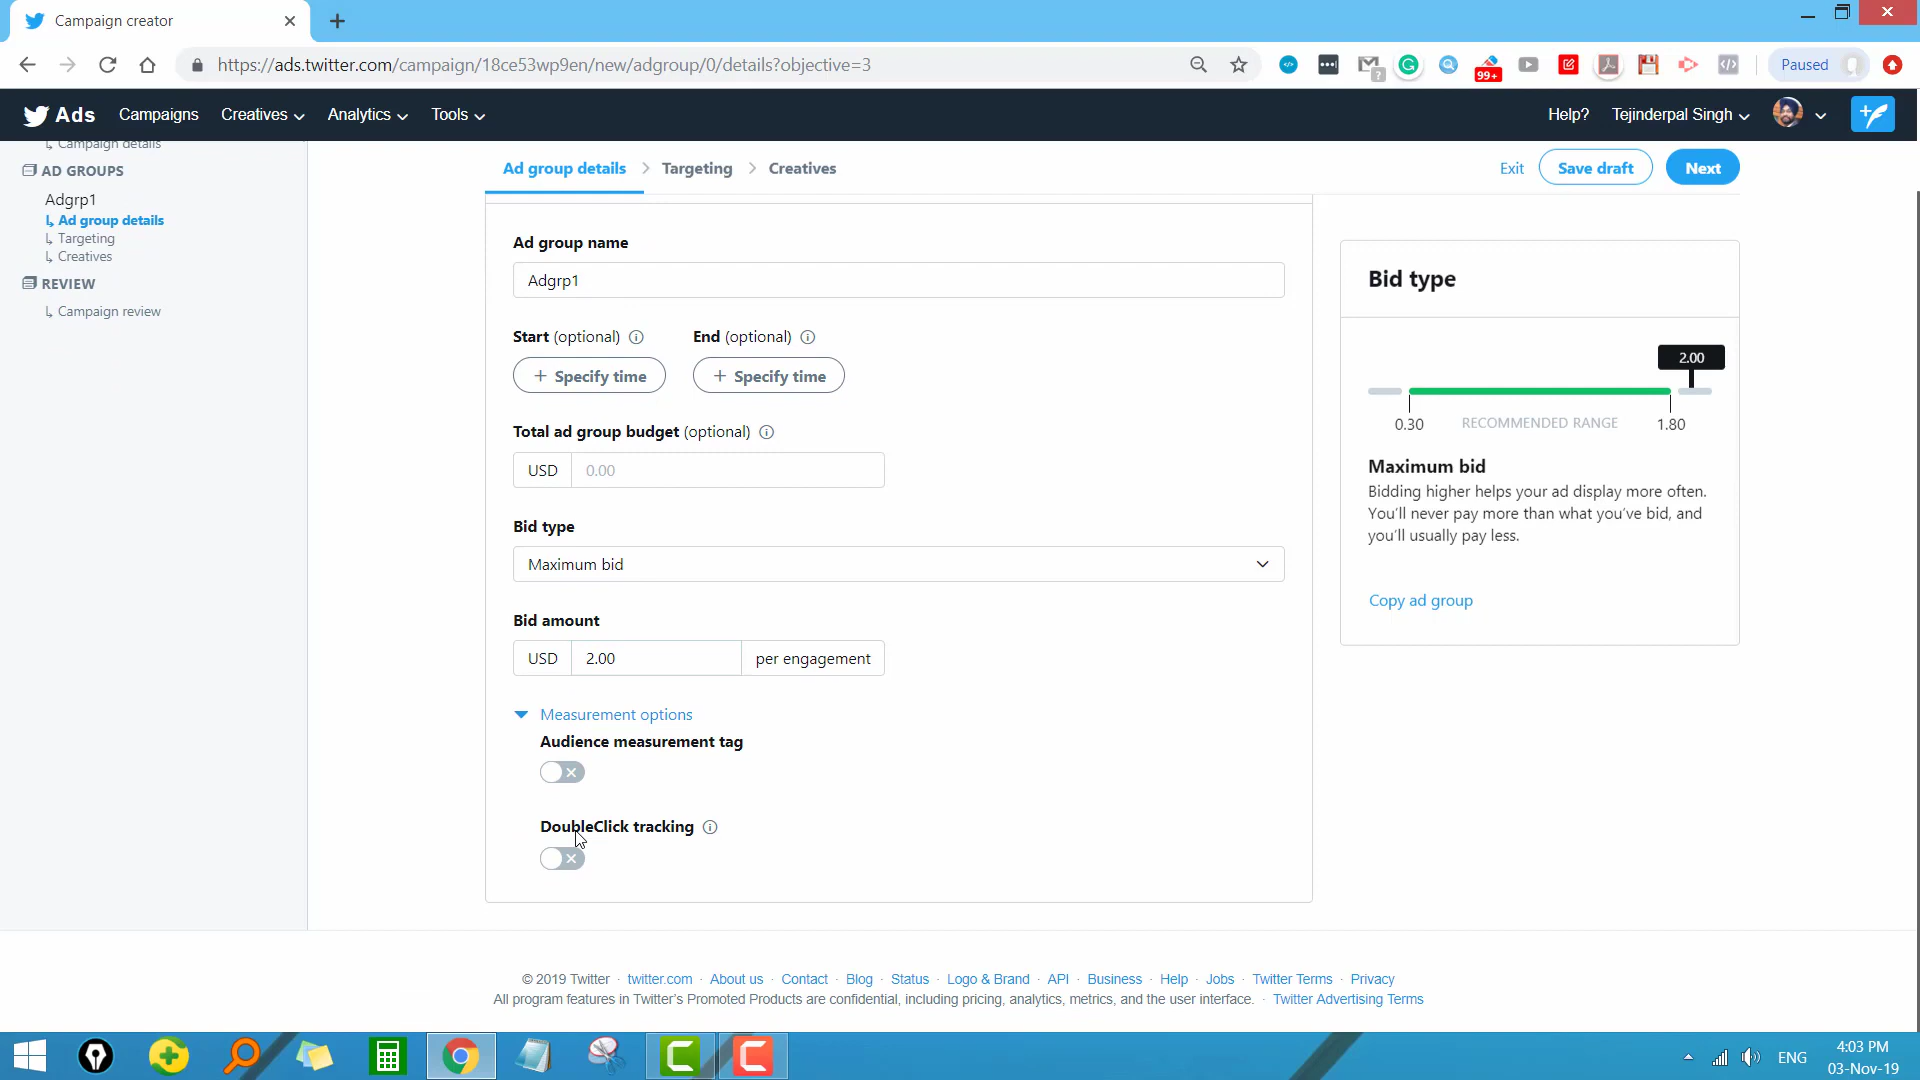 Campaign creator
https://ads.twitter.com/campaign/18ce53wp9en/new/adgroup/0/details?objective=3
?
99+
Paused
Ads
Campaigns
Creatives
Analytics
Tools
Help?
Tejinderpal Singh
Campaign details
AD GROUPS
Adgrp1
Ad group details
Targeting
Creatives
REVIEW
Campaign review
Ad group details
Targeting
Creatives
Exit
Save draft
Next
Ad group name
Adgrp1
Start (optional)
End (optional)
+ Specify time
+ Specify time
Total ad group budget (optional)
USD
0.00
Bid type
Maximum bid
Bid amount
USD
2.00
per engagement
Measurement options
Audience measurement tag
DoubleClick tracking
Bid type
2.00
0.30
RECOMMENDED RANGE
1.80
Maximum bid
Bidding higher helps your ad display more often.
You'll never pay more than what you've bid, and
you'll usually pay less.
Copy ad group
© 2019 Twitter · twitter.com · About us · Contact · Blog · Status · Logo & Brand · API · Business · Help · Jobs · Twitter Terms · Privacy
All program features in Twitter's Promoted Products are confidential, including pricing, analytics, metrics, and the user interface. · Twitter Advertising Terms
ENG
4:03 PM
03-Nov-19